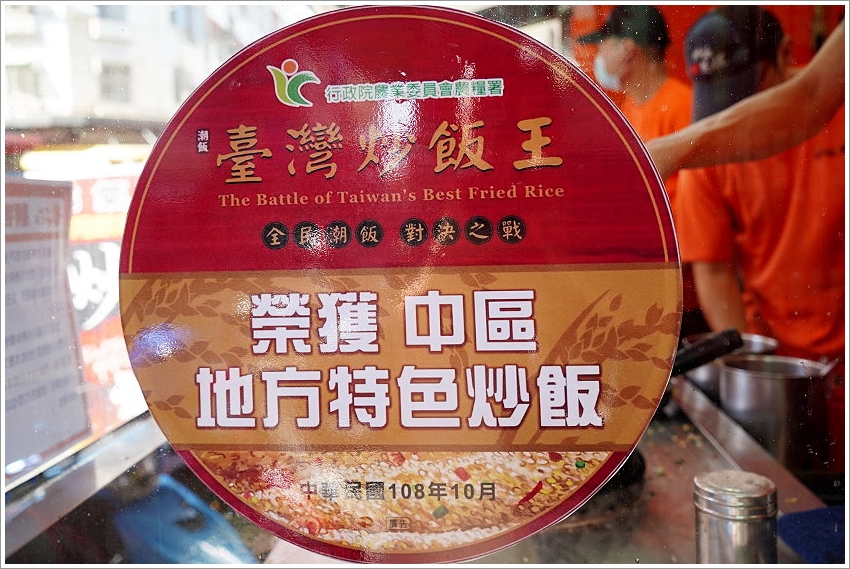 行政院農業委員會農糧署
潮飯
臺灣炒飯王
The Battle of Taiwan's Best Fried Rice
全民潮飯 對決之戰
榮獲 中區
地方特色炒飯
中華民國108年10月
廣告